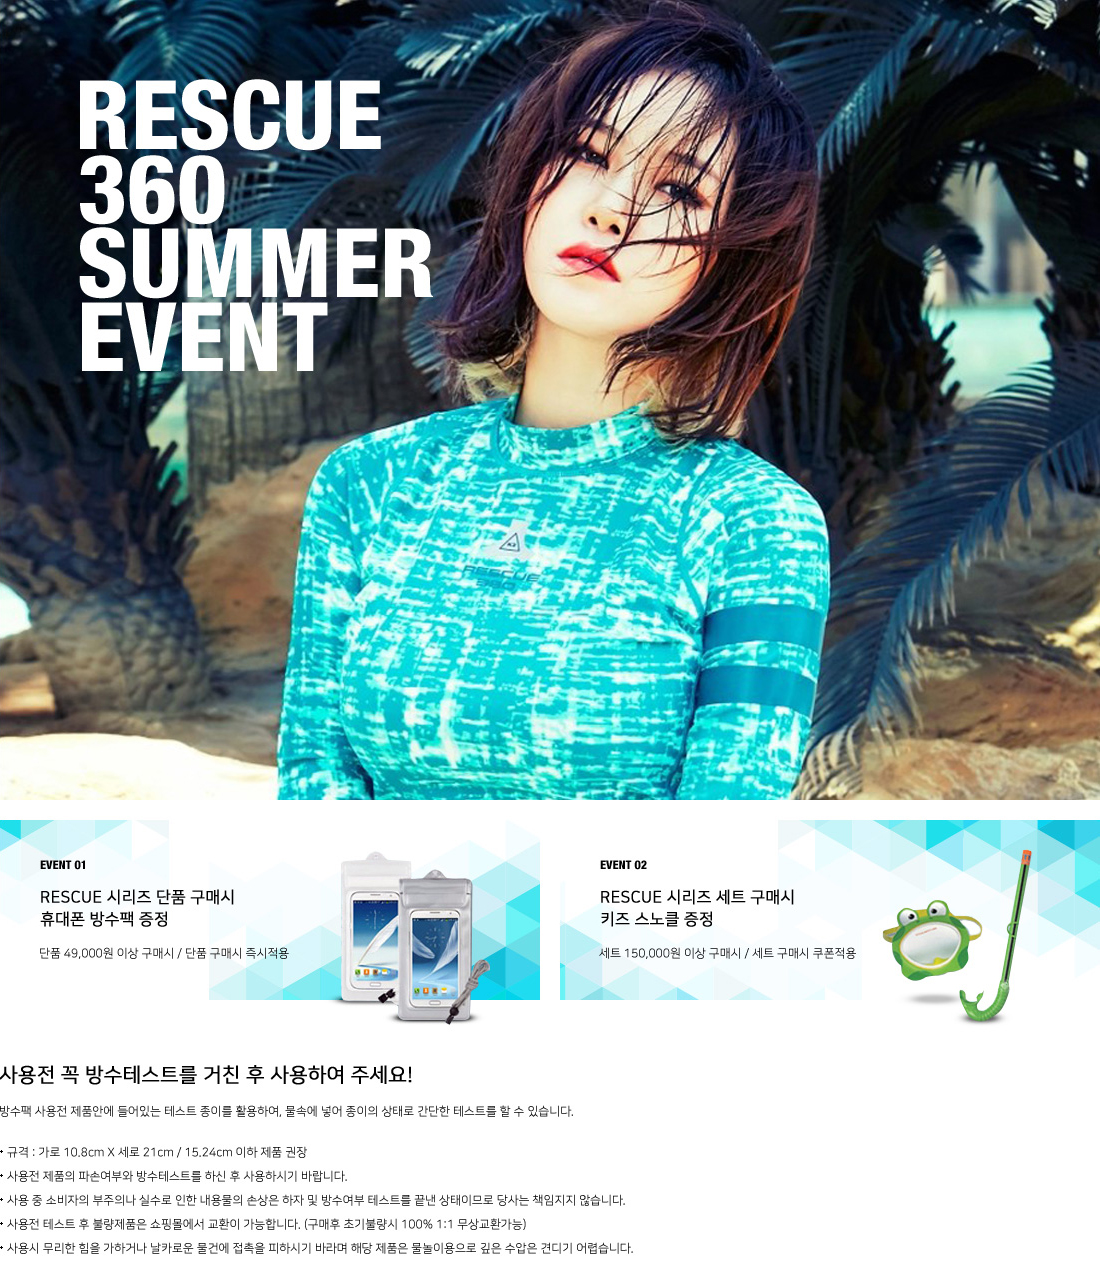 RESCUE
360
SUMMER
EVENT
K2
RESCUE
EVENT 01
RESCUE 시리즈 단품 구매시
휴대폰 방수팩 증정
단품 49,000원 이상 구매시 / 단품 구매시 즉시적용
EVENT 02
RESCUE 시리즈 세트 구매시
키즈 스노클 증정
세트 150,000원 이상 구매시 / 세트 구매시 쿠폰적용
사용전 꼭 방수테스트를 거친 후 사용하여 주세요!
방수팩 사용전 제품안에 들어있는 테스트 종이를 활용하여, 물속에 넣어 종이의 상태로 간단한 테스트를 할 수 있습니다.
· 규격 : 가로 10.8cm X 세로 21cm / 15.24cm 이하 제품 권장
· 사용전 제품의 파손여부와 방수테스트를 하신 후 사용하시기 바랍니다.
· 사용 중 소비자의 부주의나 실수로 인한 내용물의 손상은 하자 및 방수여부 테스트를 끝낸 상태이므로 당사는 책임지지 않습니다.
· 사용전 테스트 후 불량제품은 쇼핑몰에서 교환이 가능합니다. (구매후 초기불량시 100% 1:1 무상교환가능)
· 사용시 무리한 힘을 가하거나 날카로운 물건에 접촉을 피하시기 바라며 해당 제품은 물놀이용으로 깊은 수압은 견디기 어렵습니다.